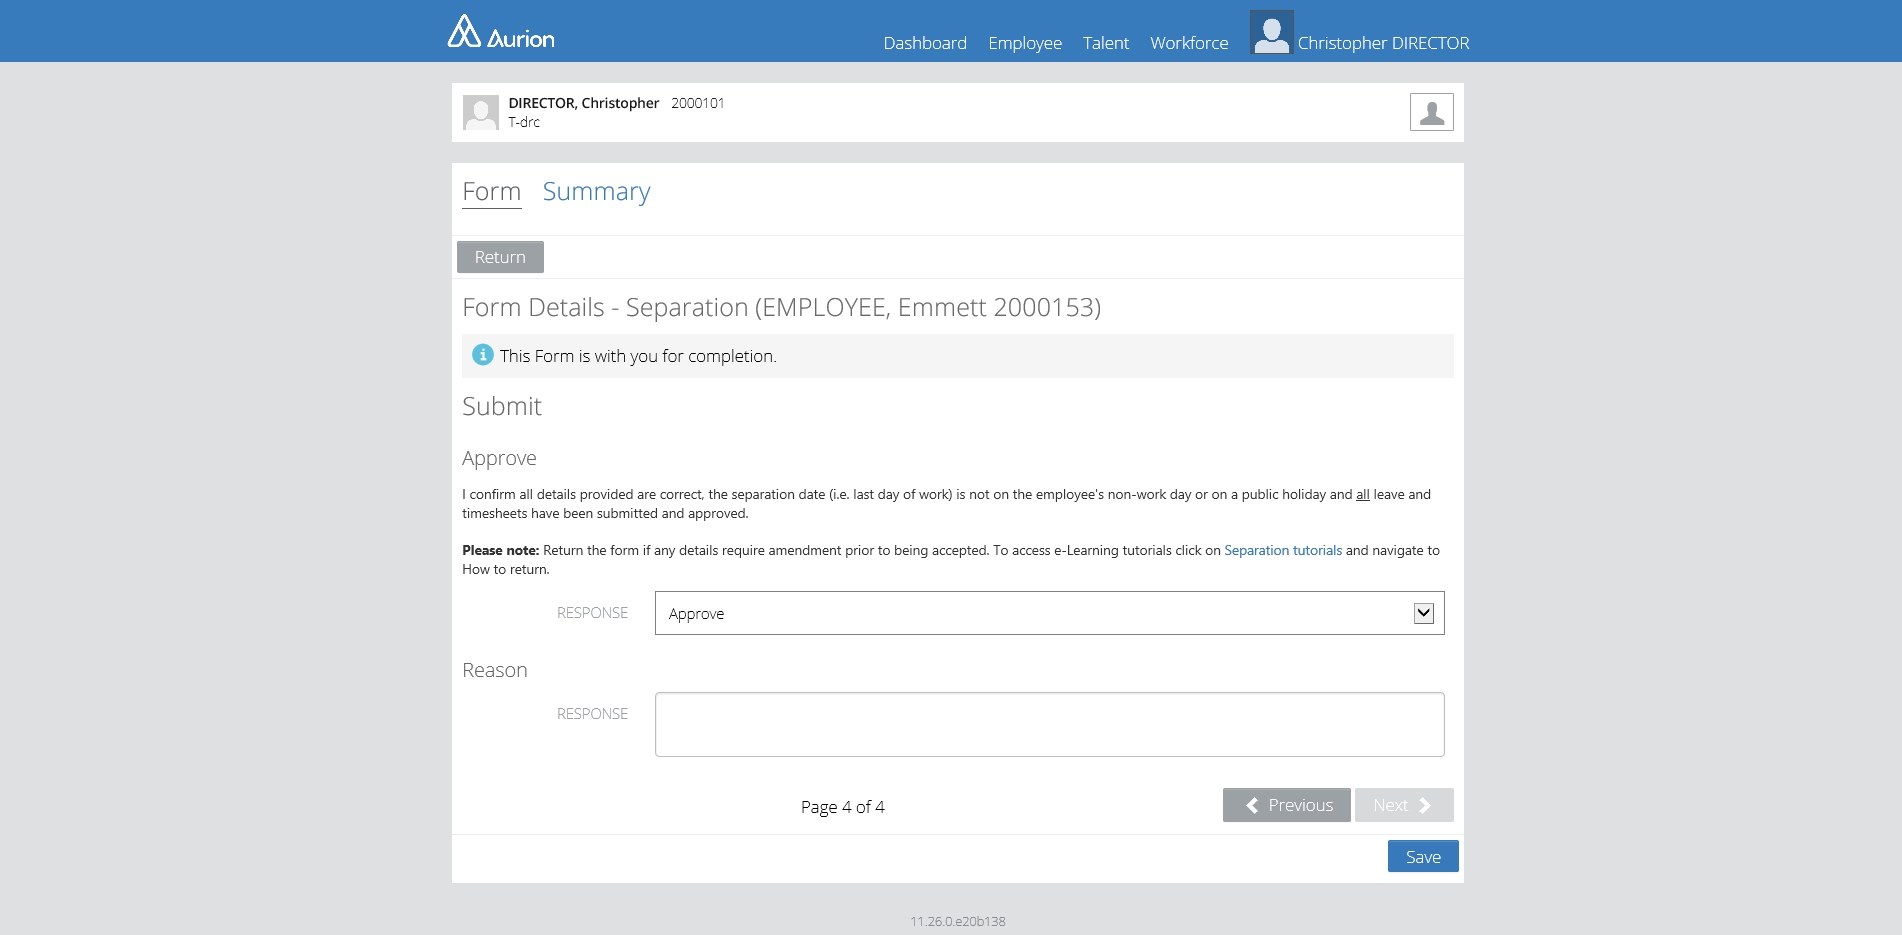 Aurion
Dashboard Employee Talent Workforce Christopher DIRECTOR
DIRECTOR, Christopher 2000101
T-drc
Form Summary
Return
Form Details - Separation (EMPLOYEE, Emmett 2000153)
This Form is with you for completion.
Submit
Approve
I confirm all details provided are correct, the separation date (i.e. last day of work) is not on the employee's non-work day or on a public holiday and all leave and
timesheets have been submitted and approved.
Please note: Return the form if any details require amendment prior to being accepted. To access e-Learning tutorials click on Separation tutorials and navigate to
How to return.
RESPONSE Approve
Reason
RESPONSE
Page 4 of 4 Previous Next
Save
11.26.0.e20b138